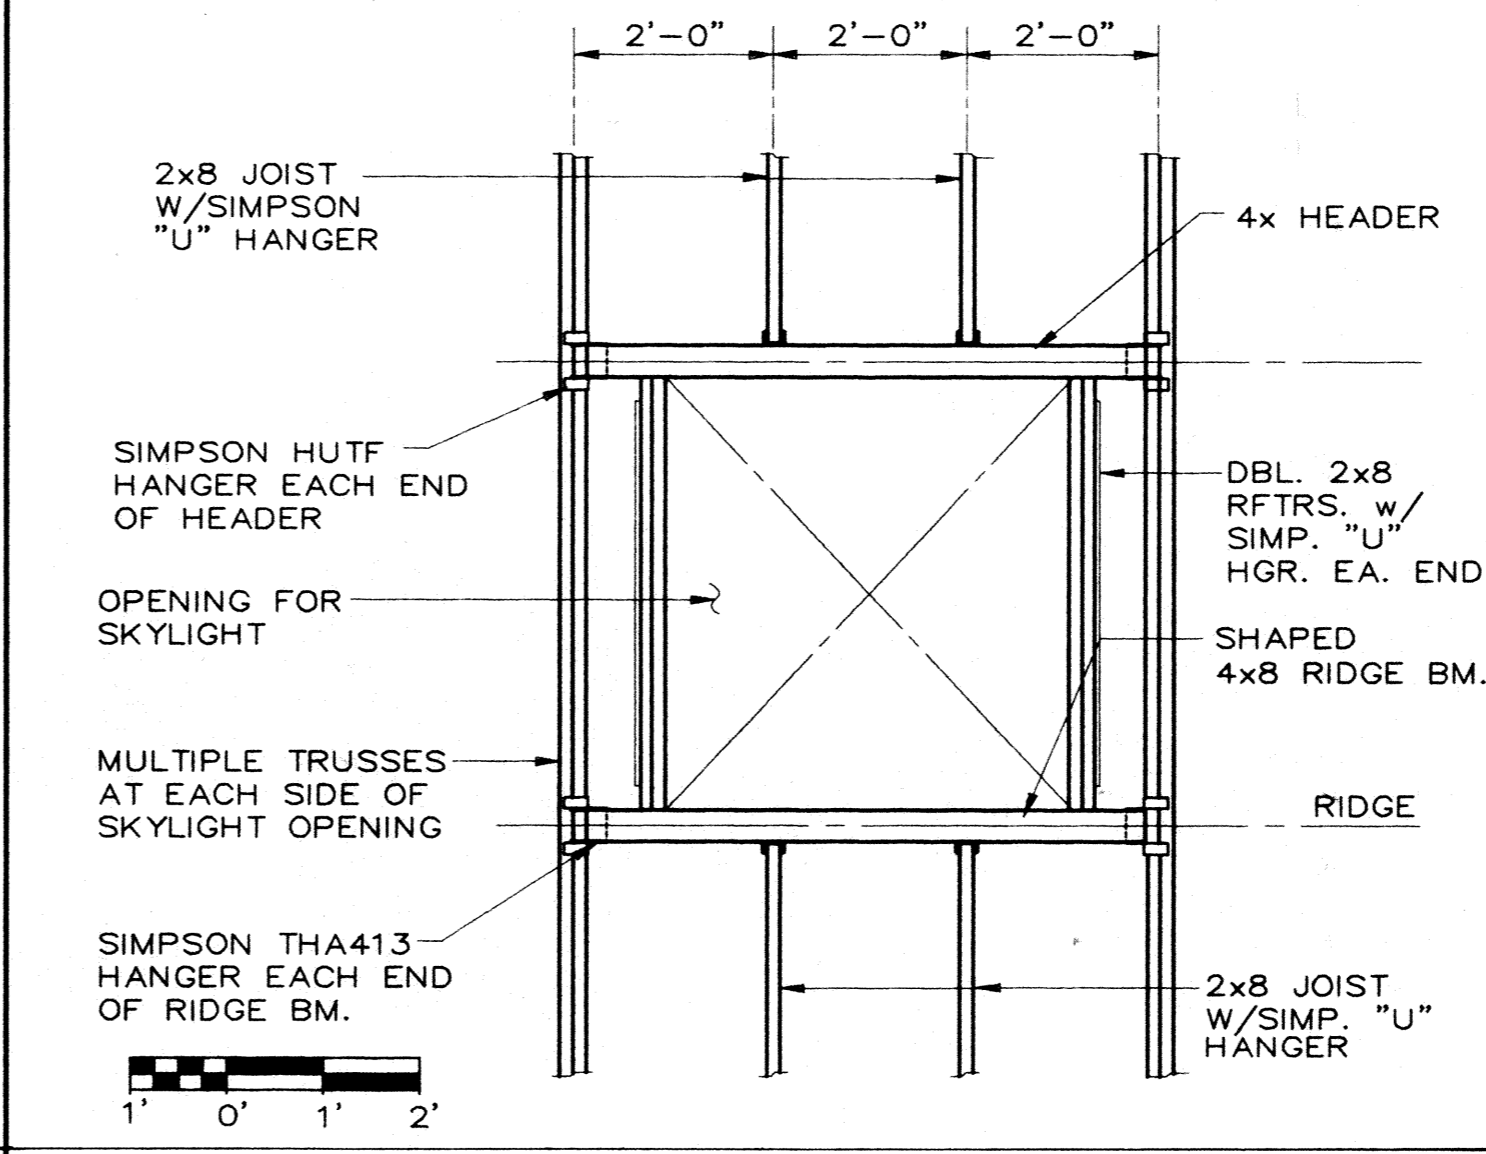 2'-0" 2'-0" 2'-0"
2x8 JOIST
W/SIMPSON
"U" HANGER
4x HEADER
SIMPSON HUTF
HANGER EACH END
OF HEADER
DBL. 2x8
RFTRS. w/
SIMP. "U"
HGR. EA. END
OPENING FOR
SKYLIGHT
SHAPED
4x8 RIDGE BM.
MULTIPLE TRUSSES
AT EACH SIDE OF
SKYLIGHT OPENING
RIDGE
SIMPSON THA413
HANGER EACH END
OF RIDGE BM.
2x8 JOIST
W/SIMP. "U"
HANGER
1' 0' 1' 2'